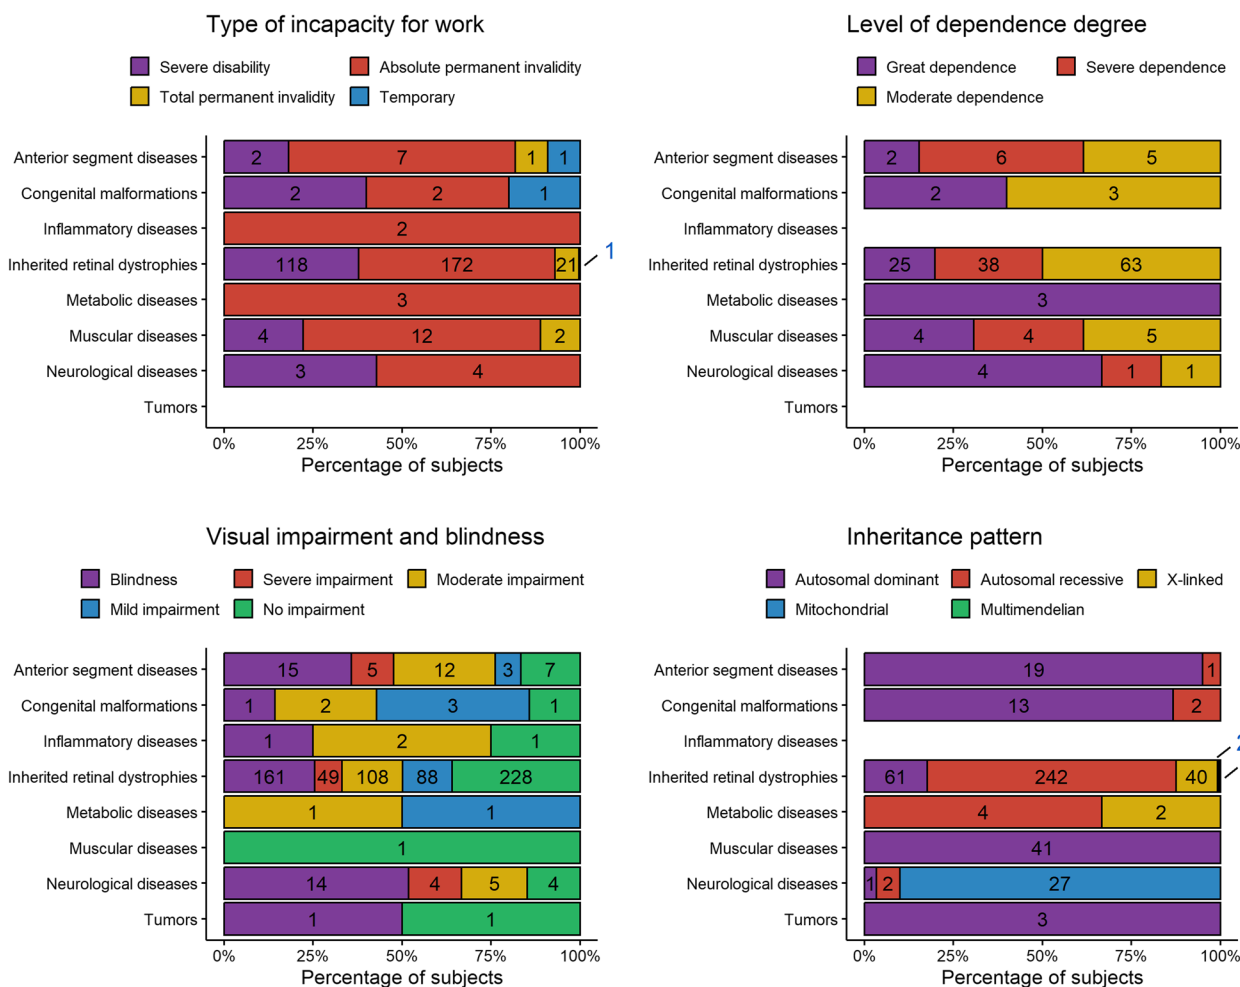 Type of incapacity for work
Severe disability
Absolute permanent invalidity
Total permanent invalidity
Temporary
Anterior segment diseases 2 7 1 1
Congenital malformations 2 2 1
Inflammatory diseases 2
Inherited retinal dystrophies 118 172 21 1
Metabolic diseases 3
Muscular diseases 4 12 2
Neurological diseases 3 4
Tumors
0% 25% 50% 75% 100%
Percentage of subjects
Level of dependence degree
Great dependence
Severe dependence
Moderate dependence
Anterior segment diseases 2 6 5
Congenital malformations 2 3
Inflammatory diseases
Inherited retinal dystrophies 25 38 63
Metabolic diseases 3
Muscular diseases 4 4 5
Neurological diseases 4 1 1
Tumors
0% 25% 50% 75% 100%
Percentage of subjects
Visual impairment and blindness
Blindness
Severe impairment
Moderate impairment
Mild impairment
No impairment
Anterior segment diseases 15 5 12 3 7
Congenital malformations 1 2 3 1
Inflammatory diseases 1 2 1
Inherited retinal dystrophies 161 49 108 88 228
Metabolic diseases 1 1
Muscular diseases 1
Neurological diseases 14 4 5 4
Tumors 1 1
0% 25% 50% 75% 100%
Percentage of subjects
Inheritance pattern
Autosomal dominant
Autosomal recessive
X-linked
Mitochondrial
Multimendelian
Anterior segment diseases 19 1
Congenital malformations 13 2
Inflammatory diseases
Inherited retinal dystrophies 61 242 40
Metabolic diseases 4 2
Muscular diseases 41
Neurological diseases 1 2 27
Tumors 3
0% 25% 50% 75% 100%
Percentage of subjects